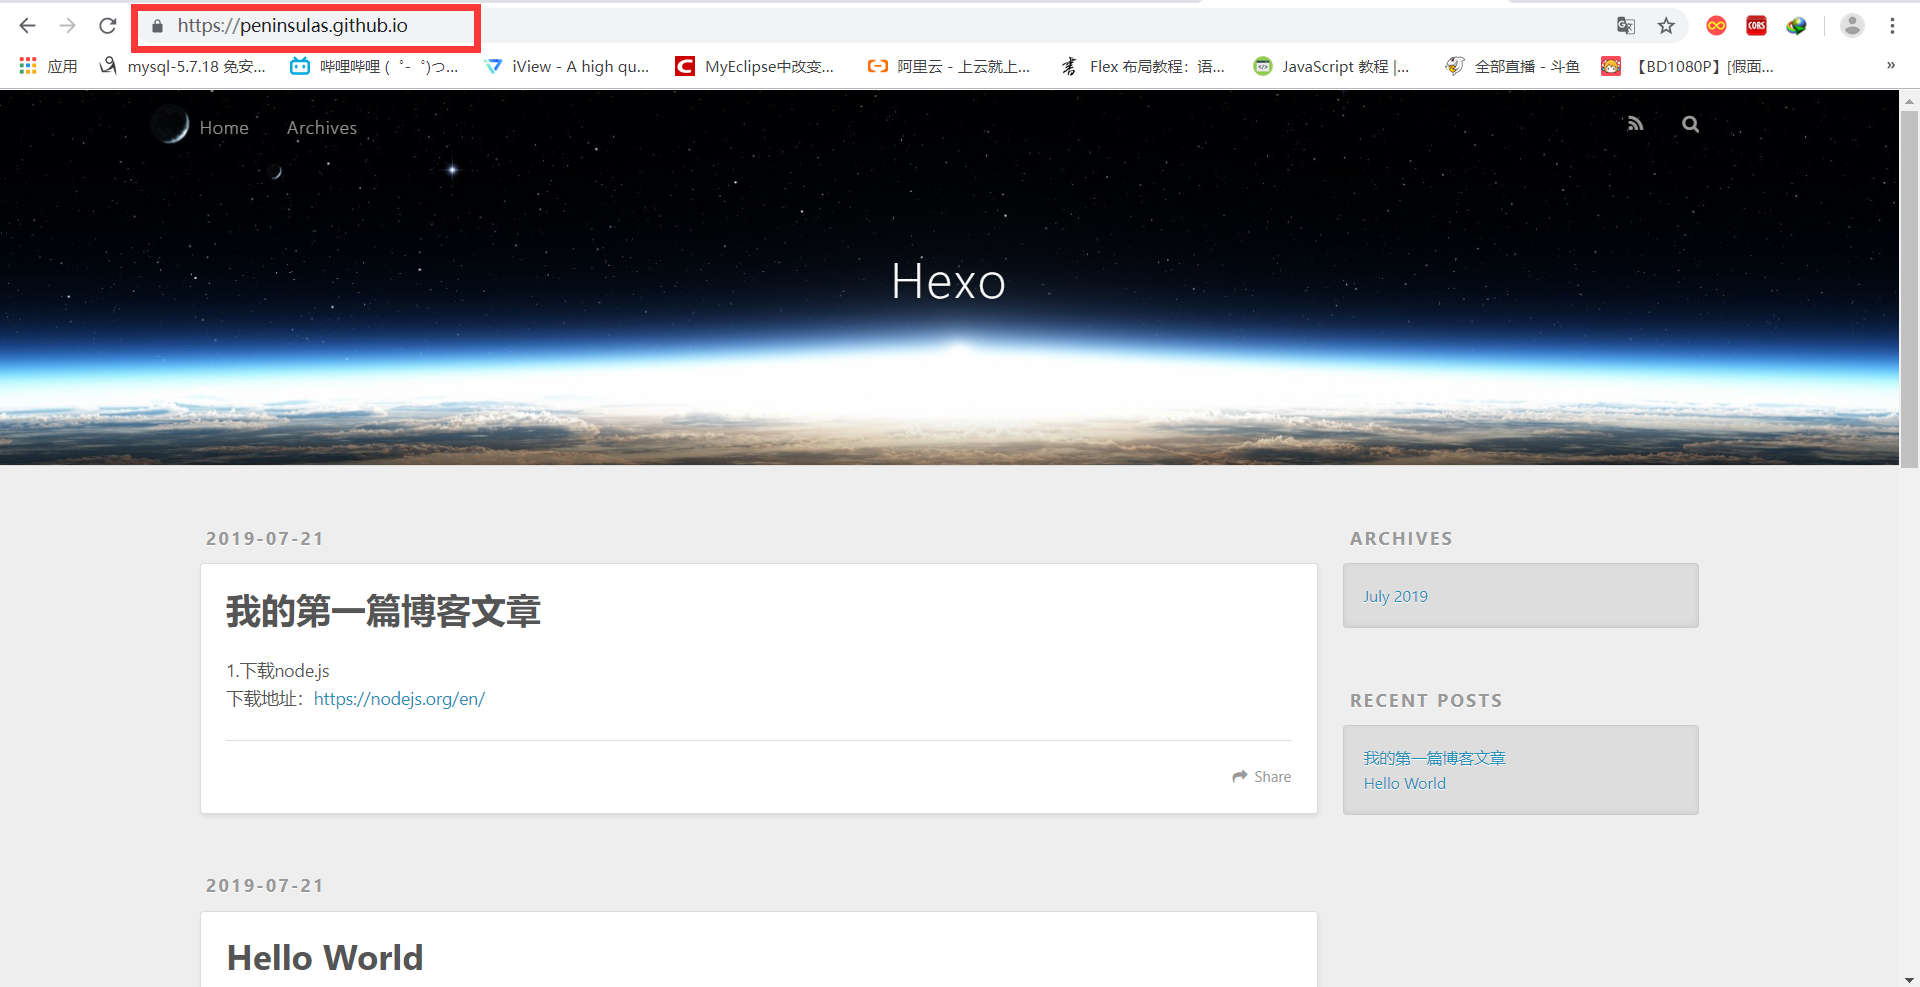 https://peninsulas.github.io
CORS
应用
mysql-5.7.18 免安...
哔哩哔哩 ( ゜- ゜)つ...
iView - A high qu...
MyEclipse中改变...
阿里云 - 上云就上...
Flex 布局教程：语...
JavaScript 教程 |...
全部直播 - 斗鱼
【BD1080P】[假面...
»
Home
Archives
Hexo
2019-07-21
我的第一篇博客文章
1.下载node.js
下载地址：https://nodejs.org/en/
Share
2019-07-21
Hello World
ARCHIVES
July 2019
RECENT POSTS
我的第一篇博客文章
Hello World